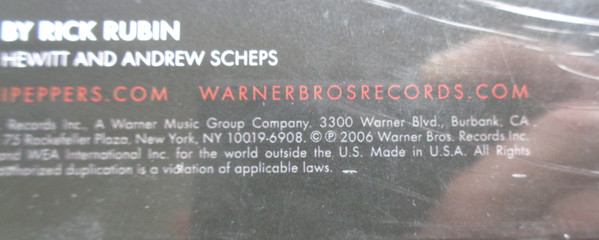 BY RICK RUBIN
HEWITT AND ANDREW SCHEPS
IPEPPERS.COM WARNERBROSRECORDS.COM
Records Inc., A Warner Music Group Company. 3300 Warner Blvd., Burbank, CA
75 Rockefeller Plaza, New York, NY 10019-6908. © ℗ 2006 Warner Bros. Records Inc.
and WEA International Inc. for the world outside the U.S. Made in U.S.A. All Rights
duplication is a violation of applicable laws.